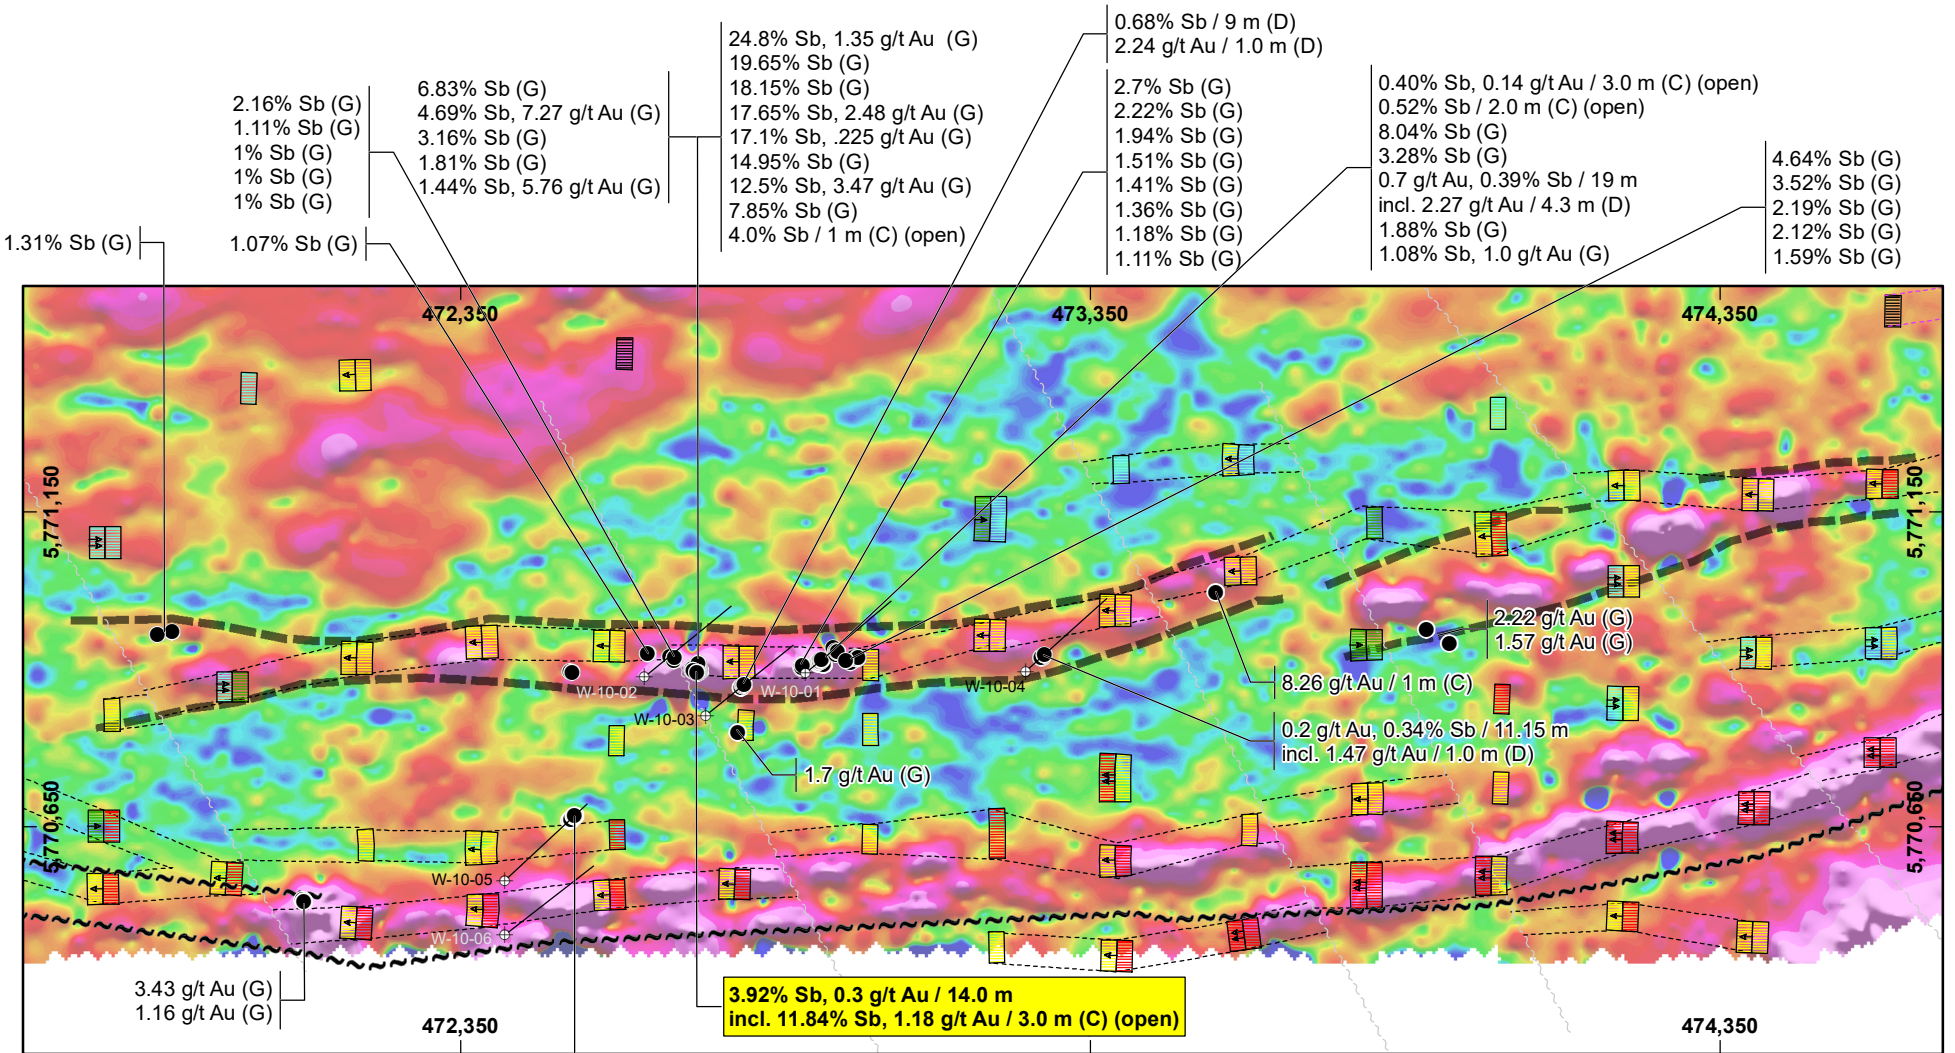 0.68% Sb / 9 m (D)
2.24 g/t Au / 1.0 m (D)
24.8% Sb, 1.35 g/t Au (G)
19.65% Sb (G)
18.15% Sb (G)
17.65% Sb, 2.48 g/t Au (G)
17.1% Sb, .225 g/t Au (G)
14.95% Sb (G)
12.5% Sb, 3.47 g/t Au (G)
7.85% Sb (G)
4.0% Sb / 1 m (C) (open)
6.83% Sb (G)
4.69% Sb, 7.27 g/t Au (G)
3.16% Sb (G)
1.81% Sb (G)
1.44% Sb, 5.76 g/t Au (G)
2.16% Sb (G)
1.11% Sb (G)
1% Sb (G)
1% Sb (G)
1% Sb (G)
1.07% Sb (G)
1.31% Sb (G)
2.7% Sb (G)
2.22% Sb (G)
1.94% Sb (G)
1.51% Sb (G)
1.41% Sb (G)
1.36% Sb (G)
1.18% Sb (G)
1.11% Sb (G)
0.40% Sb, 0.14 g/t Au / 3.0 m (C) (open)
0.52% Sb / 2.0 m (C) (open)
8.04% Sb (G)
3.28% Sb (G)
0.7 g/t Au, 0.39% Sb / 19 m
incl. 2.27 g/t Au / 4.3 m (D)
1.88% Sb (G)
1.08% Sb, 1.0 g/t Au (G)
4.64% Sb (G)
3.52% Sb (G)
2.19% Sb (G)
2.12% Sb (G)
1.59% Sb (G)
472,350
473,350
474,350
5,771,150
5,771,150
2.22 g/t Au (G)
1.57 g/t Au (G)
8.26 g/t Au / 1 m (C)
W-10-02
W-10-01
W-10-04
W-10-03
0.2 g/t Au, 0.34% Sb / 11.15 m
incl. 1.47 g/t Au / 1.0 m (D)
1.7 g/t Au (G)
5,770,650
5,770,650
W-10-05
W-10-06
3.43 g/t Au (G)
1.16 g/t Au (G)
3.92% Sb, 0.3 g/t Au / 14.0 m
incl. 11.84% Sb, 1.18 g/t Au / 3.0 m (C) (open)
472,350
474,350